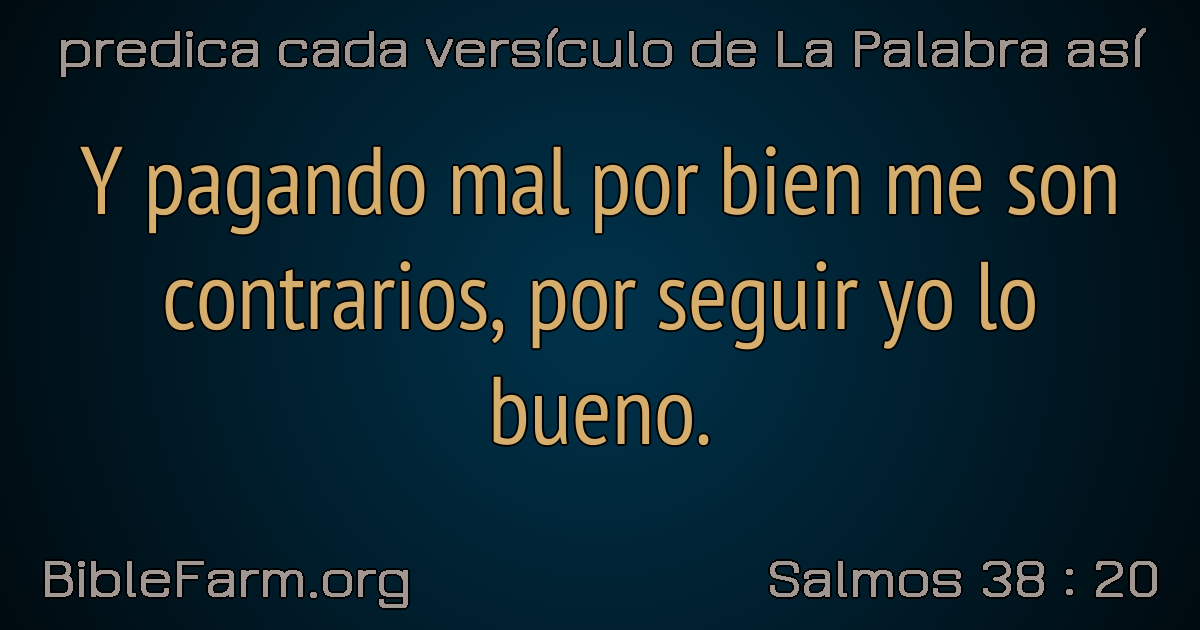 predica cada versículo de La Palabra así
Y pagando mal por bien me son
contrarios, por seguir yo lo
bueno.
BibleFarm.org
Salmos 38 : 20